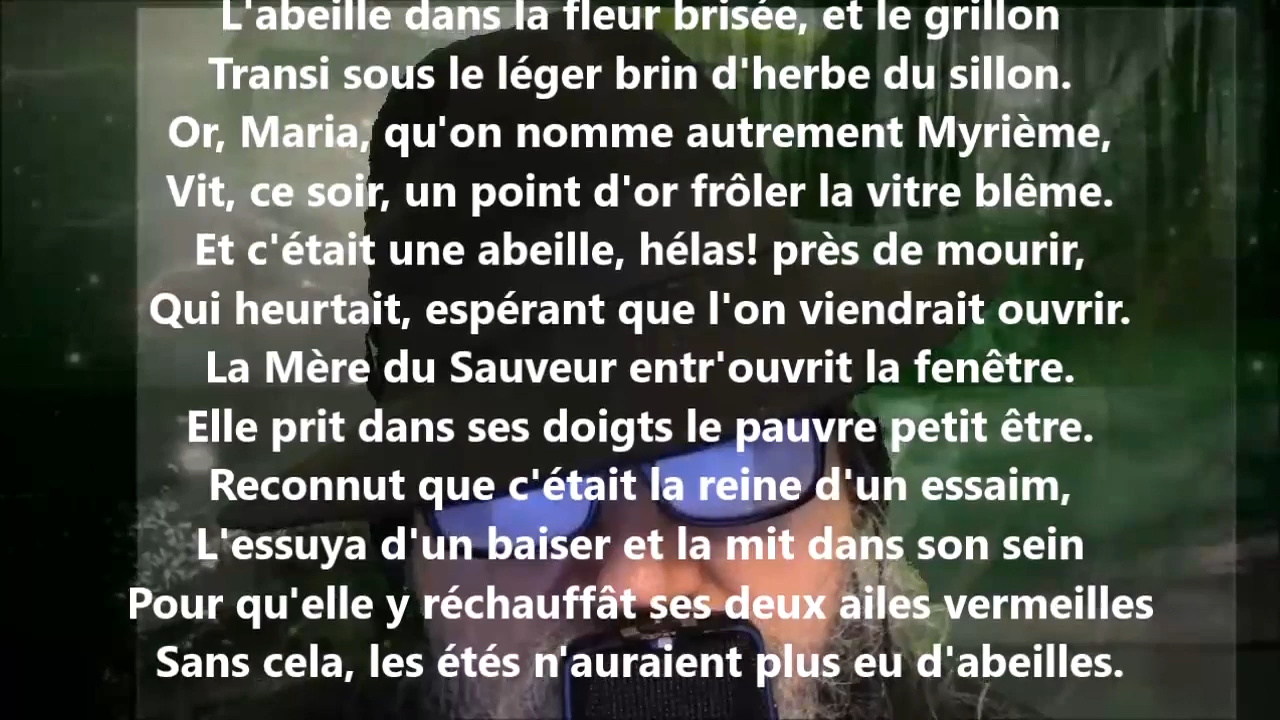 L'abeille dans la fleur brisée, et le grillon
Transi sous le léger brin d'herbe du sillon.
Or, Maria, qu'on nomme autrement Myrième,
Vit, ce soir, un point d'or frôler la vitre blême.
Et c'était une abeille, hélas! près de mourir,
Qui heurtait, espérant que l'on viendrait ouvrir.
La Mère du Sauveur entr'ouvrit la fenêtre.
Elle prit dans ses doigts le pauvre petit être.
Reconnut que c'était la reine d'un essaim,
L'essuya d'un baiser et la mit dans son sein
Pour qu'elle y réchauffât ses deux ailes vermeilles
Sans cela, les étés n'auraient plus eu d'abeilles.